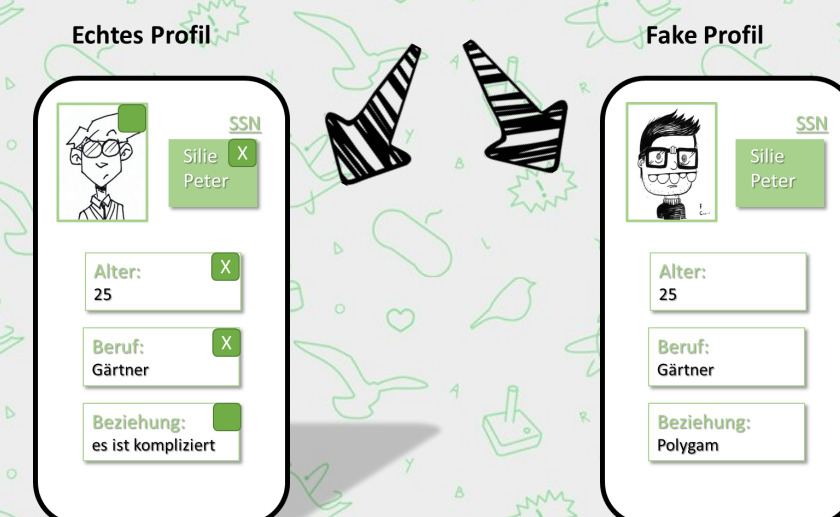 Echtes Profil
SSN
Silie X
Peter
Alter: X
25
Beruf: X
Gärtner
Beziehung:
es ist kompliziert
Fake Profil
SSN
Silie
Peter
Alter:
25
Beruf:
Gärtner
Beziehung:
Polygam